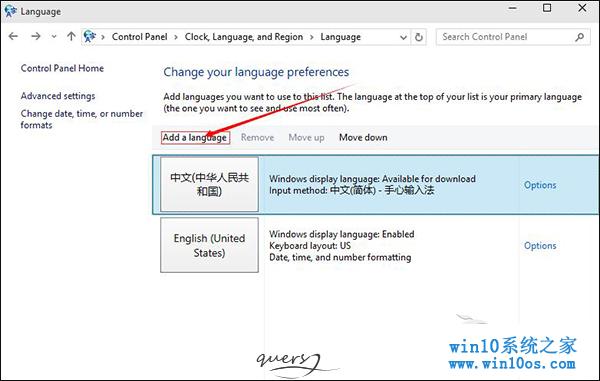 Language
Control Panel
Clock, Language, and Region
Language
Search Control Panel
Control Panel Home
Advanced settings
Change date, time, or number
formats
Change your language preferences
Add languages you want to use to this list. The language at the top of your list is your primary language
(the one you want to see and use most often).
Add a language
Remove
Move up
Move down
中文(中华人民共
和国)
Windows display language: Available for download
Input method: 中文(简体) - 手心输入法
Options
English (United
States)
Windows display language: Enabled
Keyboard layout: US
Date, time, and number formatting
Options
win10系统之家
www.win10os.com